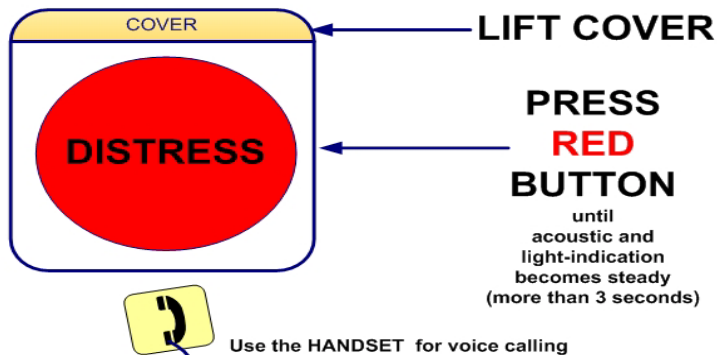 COVER
LIFT COVER
DISTRESS
PRESS
RED
BUTTON
until
acoustic and
light-indication
becomes steady
(more than 3 seconds)
Use the HANDSET for voice calling